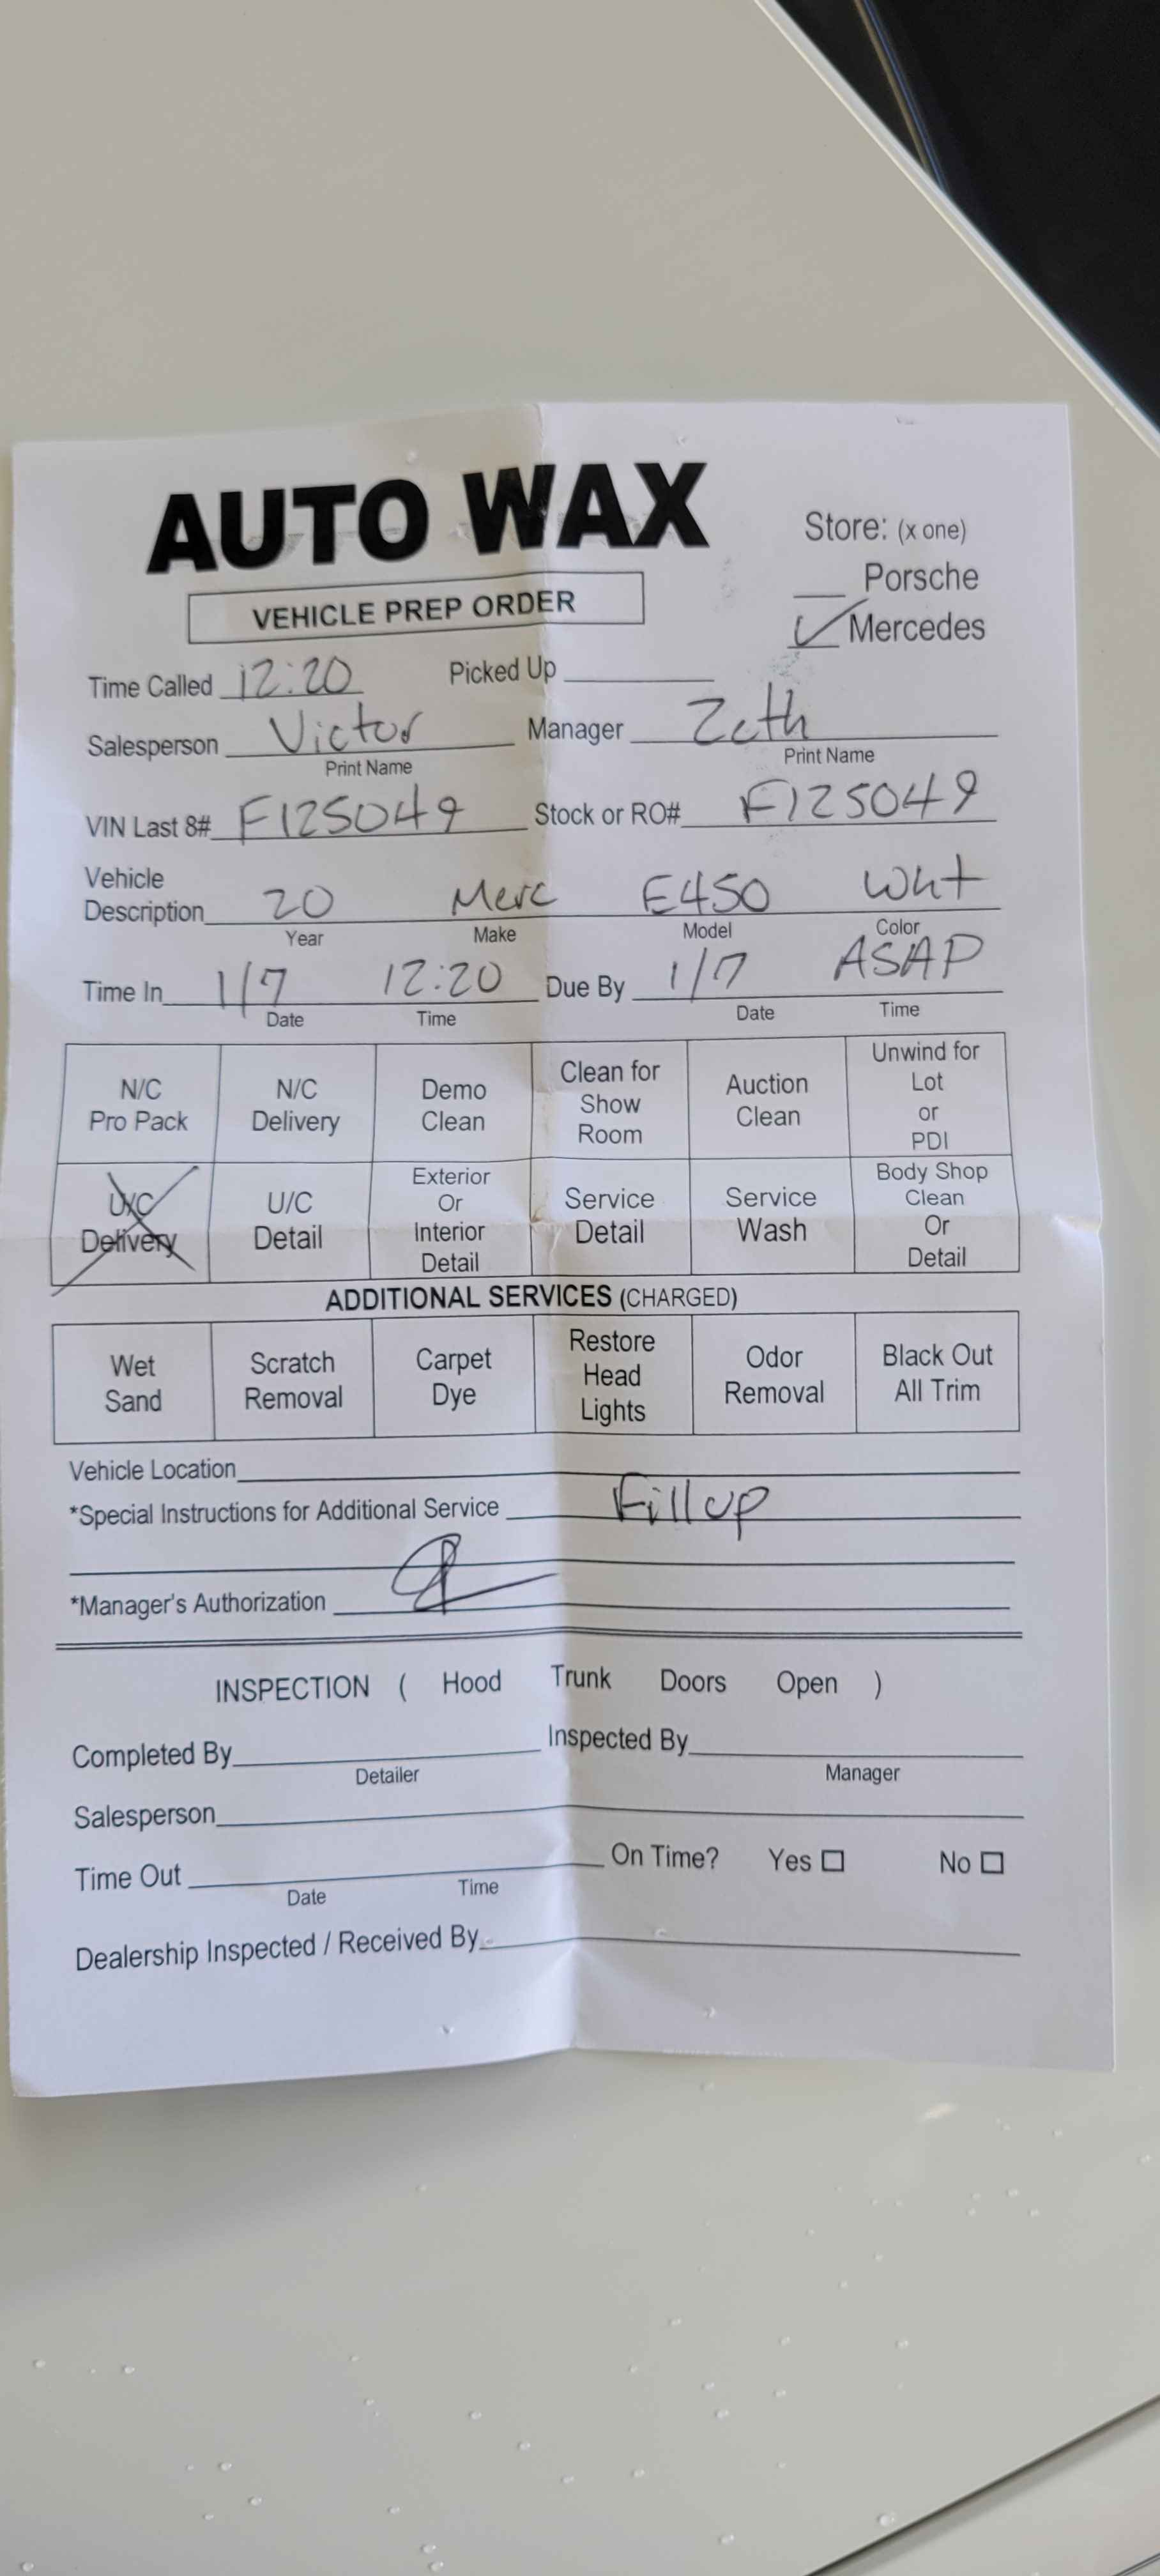 AUTO WAX
Store: (x one)
VEHICLE PREP ORDER
___ Porsche
✓ Mercedes
Time Called 12:20 Picked Up
Salesperson Victor Manager Zeth
Print Name Print Name
VIN Last 8# F125049 Stock or RO# F125049
Vehicle
Description 20 Merc E450 Wht
Year Make Model Color
Time In 1/7 12:20 Due By 1/7 ASAP
Date Time Date Time
N/C Pro Pack N/C Delivery Demo Clean Clean for Show Room Auction Clean Unwind for Lot or PDI
U/C Delivery U/C Detail Exterior Or Interior Detail Service Detail Service Wash Body Shop Clean Or Detail
ADDITIONAL SERVICES (CHARGED)
Wet Sand Scratch Removal Carpet Dye Restore Head Lights Odor Removal Black Out All Trim
Vehicle Location
*Special Instructions for Additional Service Fill up
*Manager's Authorization
INSPECTION ( Hood Trunk Doors Open )
Completed By Inspected By
Detailer Manager
Salesperson
Time Out On Time? Yes ☐ No ☐
Date Time
Dealership Inspected / Received By